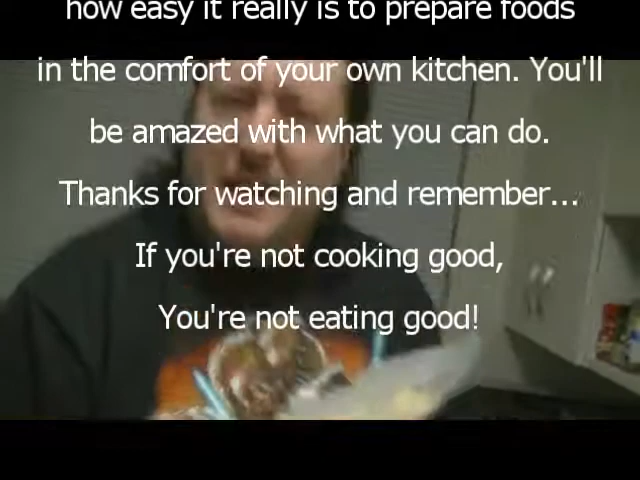 how easy it really is to prepare foods
in the comfort of your own kitchen. You'll
be amazed with what you can do.
Thanks for watching and remember...
If you're not cooking good,
You're not eating good!